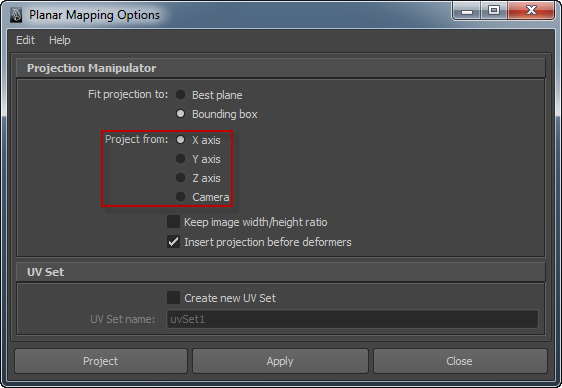 Planar Mapping Options
Edit Help
Projection Manipulator
Fit projection to: Best plane
Bounding box
Project from: X axis
Y axis
Z axis
Camera
Keep image width/height ratio
Insert projection before deformers
UV Set
Create new UV Set
UV Set name: uvSet1
Project Apply Close